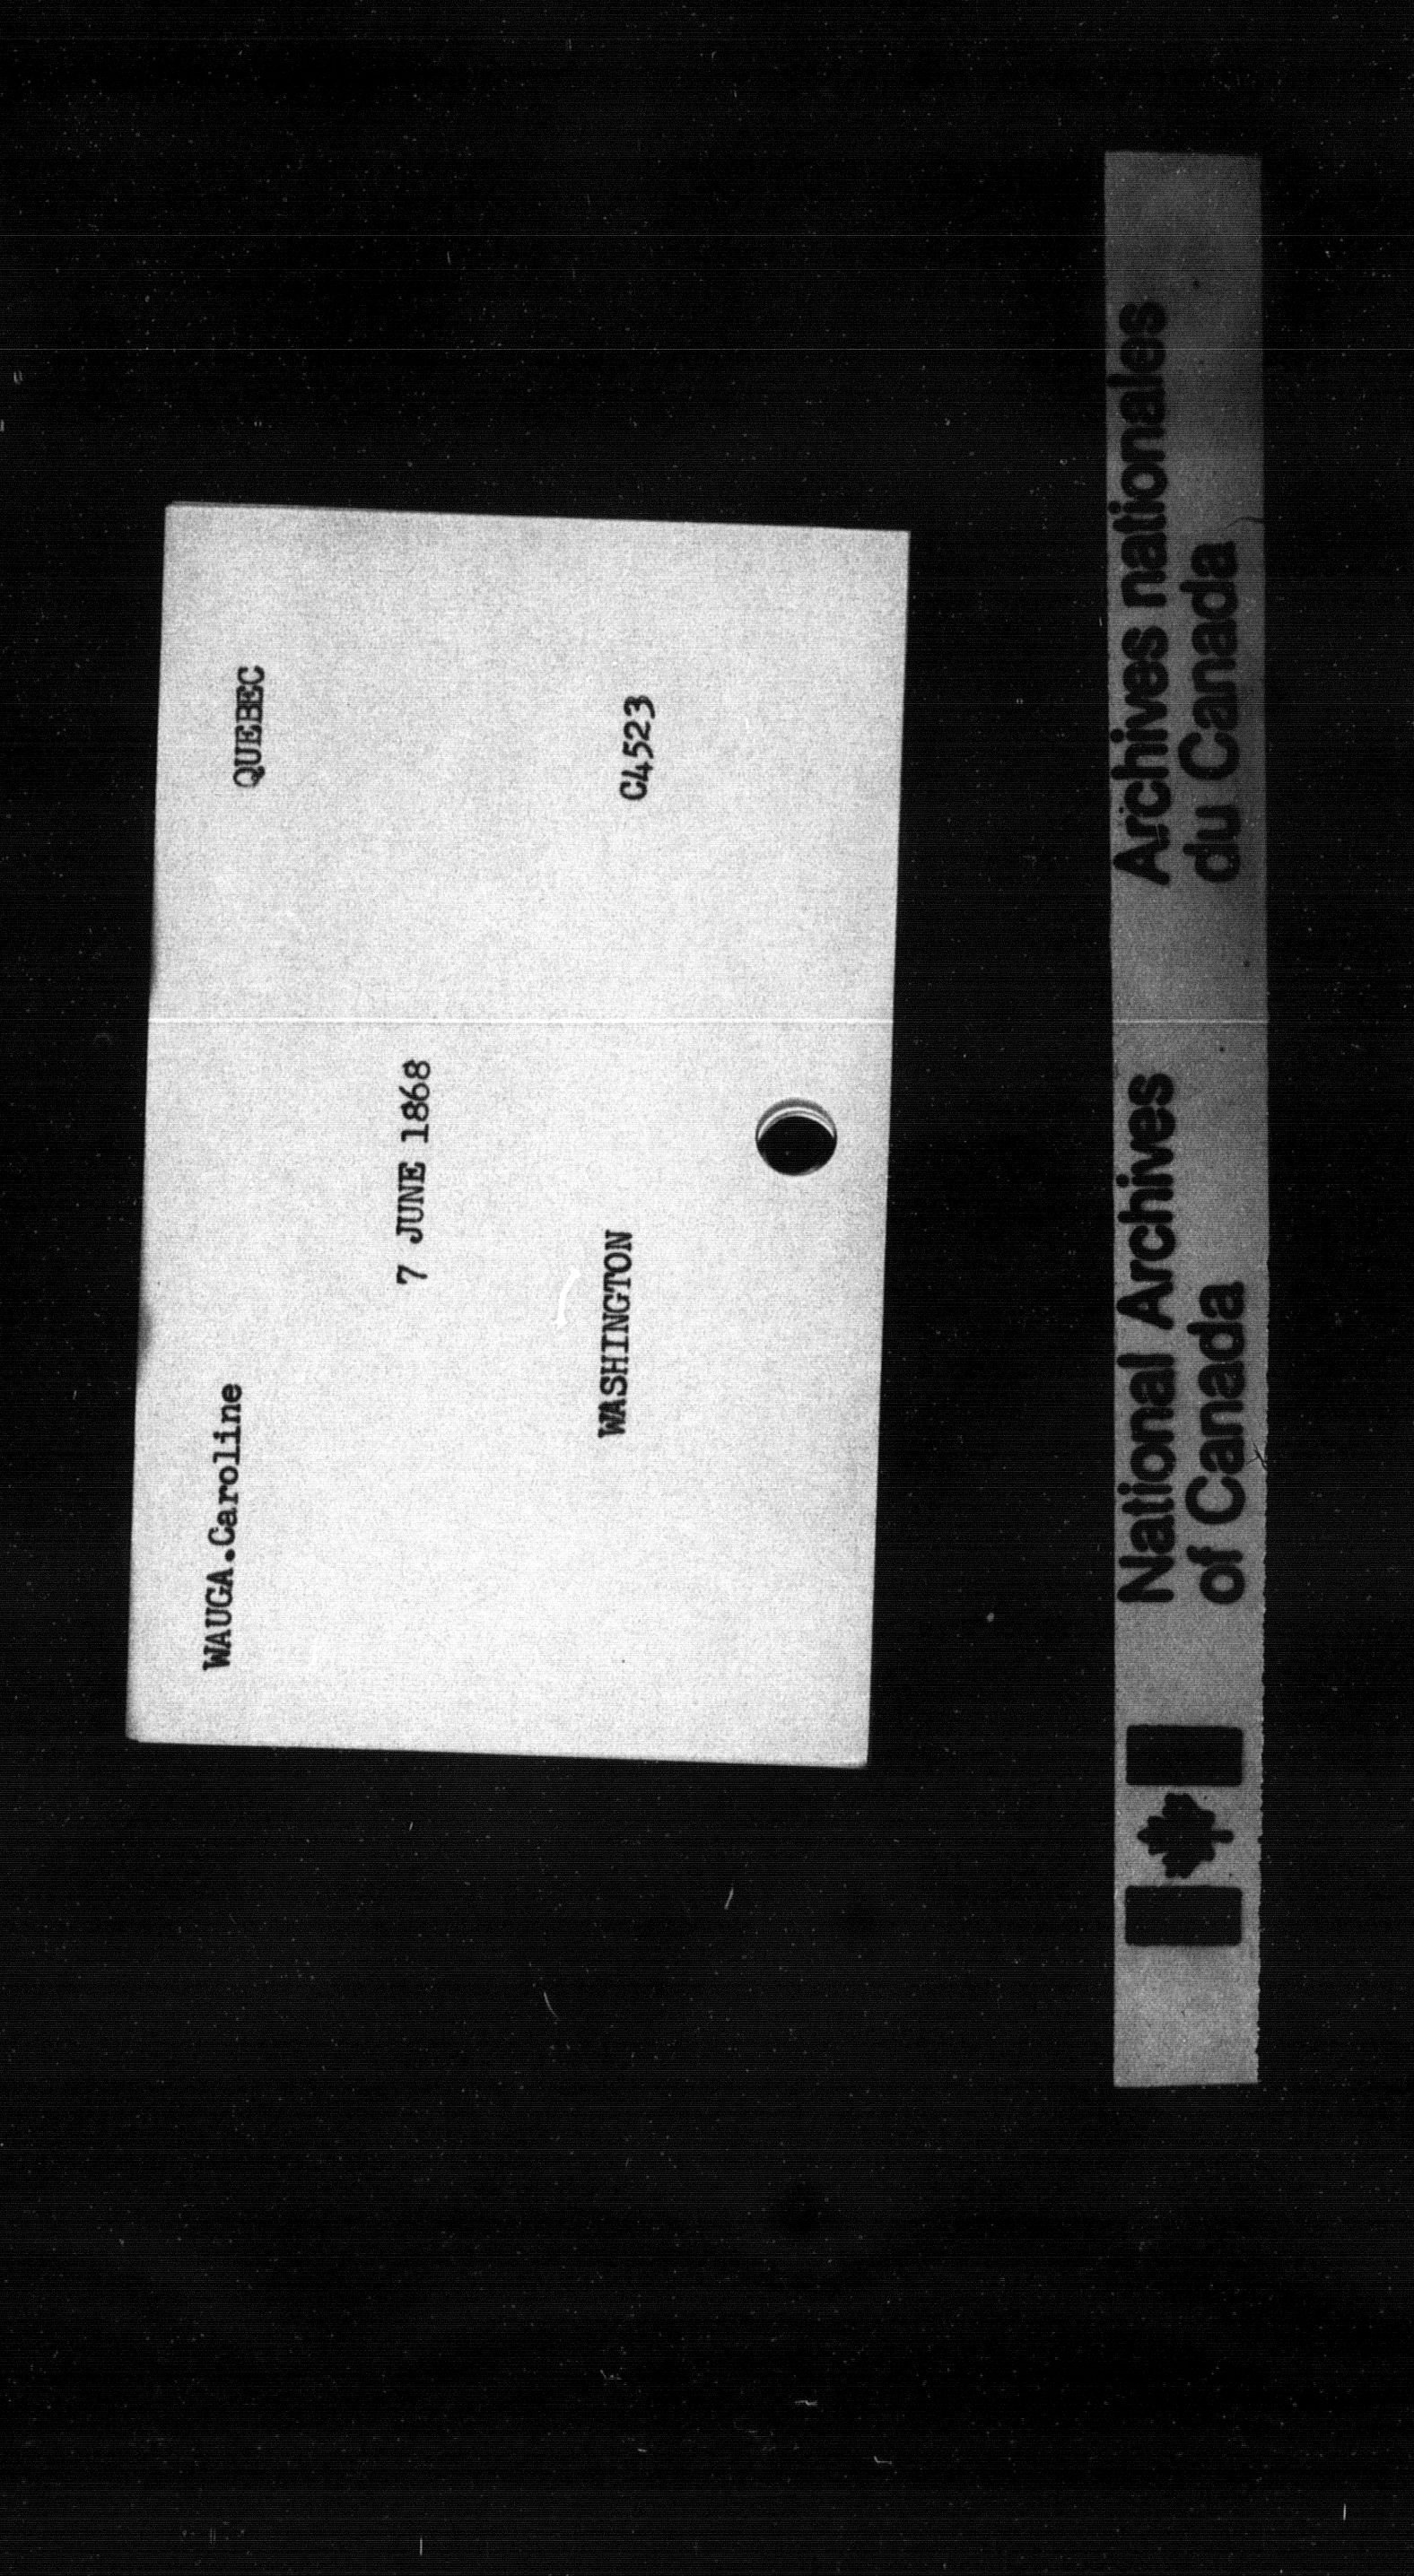 WAUGA.Caroline QUEBEC
7 JUNE 1868
WASHINGTON C4523
National Archives of Canada
Archives nationales du Canada